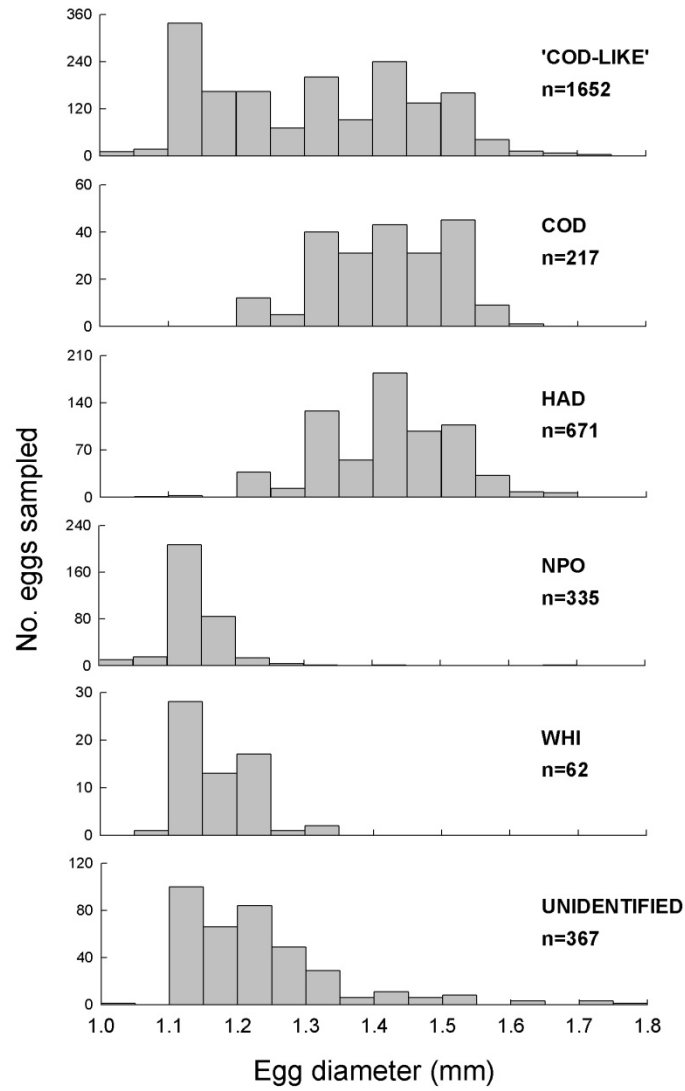 360
240
120
0
'COD-LIKE'
n=1652
60
40
20
0
COD
n=217
210
140
70
0
HAD
n=671
No. eggs sampled
240
160
80
0
NPO
n=335
30
20
10
0
WHI
n=62
120
80
40
0
UNIDENTIFIED
n=367
1.0 1.1 1.2 1.3 1.4 1.5 1.6 1.7 1.8
Egg diameter (mm)